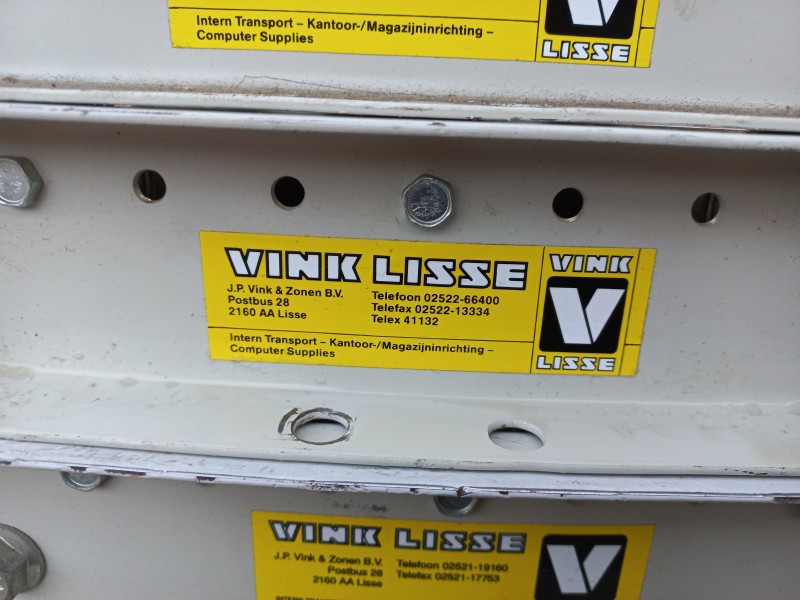 Intern Transport – Kantoor-/Magazijninrichting –
Computer Supplies
V
LISSE
VINK LISSE
J.P. Vink & Zonen B.V.
Postbus 28
2160 AA Lisse
Telefoon 02522-66400
Telefax 02522-13334
Telex 41132
Intern Transport – Kantoor-/Magazijninrichting –
Computer Supplies
VINK
V
LISSE
VINK LISSE
J.P. Vink & Zonen B.V.
Postbus 28
2160 AA Lisse
Telefoon 02521-19160
Telefax 02521-17753
V